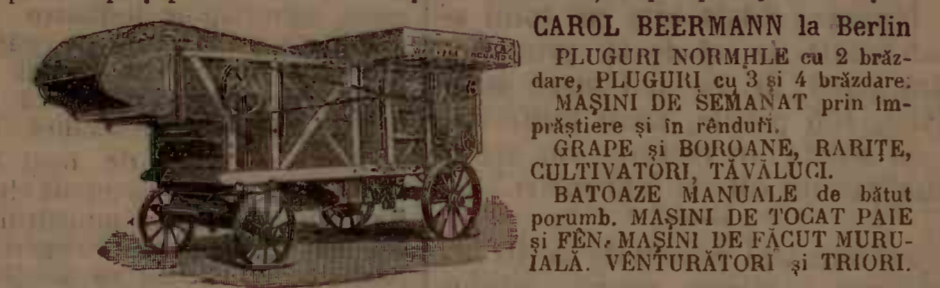 CAROL BEERMANN la Berlin
PLUGURI NORMHLE cu 2 brăz-
dare, PLUGURI cu 3 și 4 brăzdare.
MAȘINI DE SEMANAT prin îm-
prăștiere și în rênduri.
GRAPE și BOROANE, RARIȚE,
CULTIVATORI, TĂVĂLUCI.
BATOAZE MANUALE de bătut
porumb. MAȘINI DE TOCAT PAIE
și FÊN. MAȘINI DE FĂCUT MURU-
IALĂ. VÊNTURĂTORI și TRIORI.